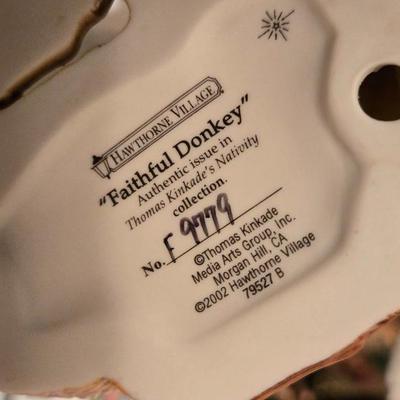 HAWTHORNE VILLAGE
"Faithful Donkey"
Authentic issue in
Thomas Kinkade's Nativity
collection.
No. F 9779
©Thomas Kinkade
Media Arts Group, Inc.
Morgan Hill, CA
©2002 Hawthorne Village
79527 B